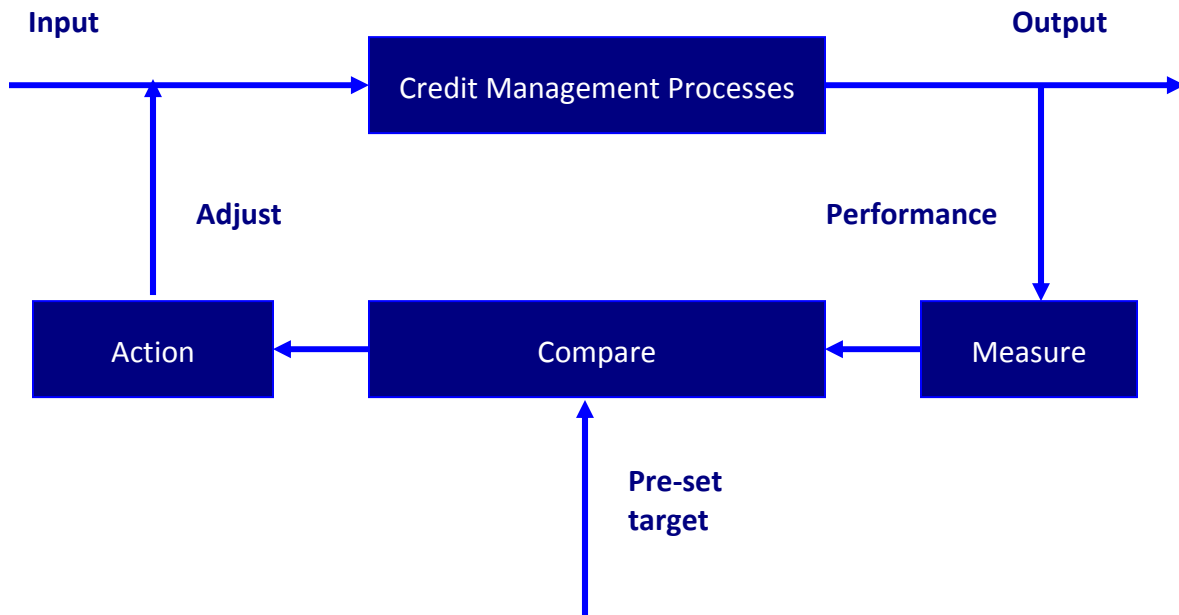 Input
Output
Credit Management Processes
Adjust
Performance
Action
Compare
Measure
Pre-set
target